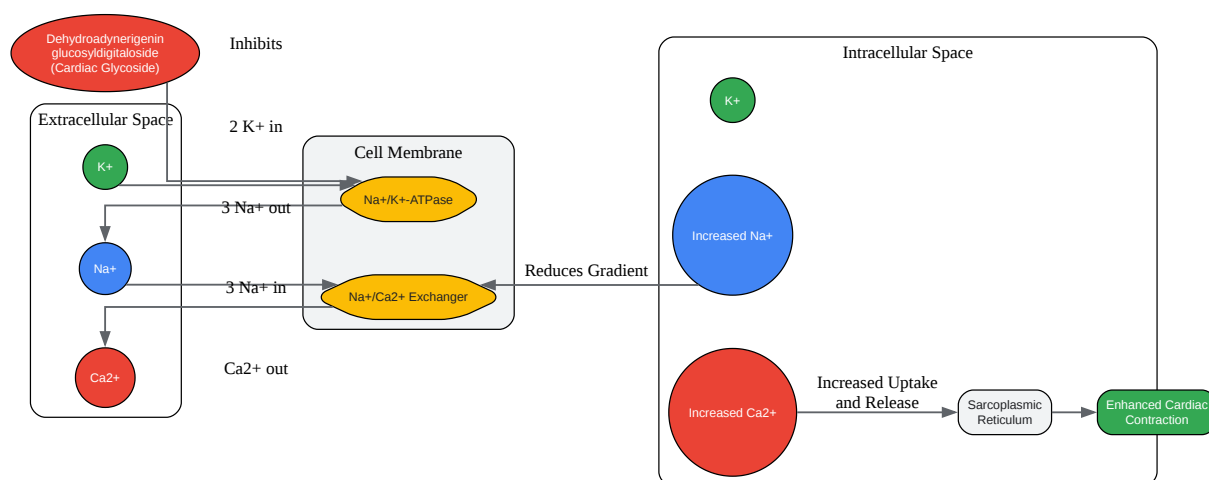 Dehydroadynerigenin
glucosyldigitaloside
(Cardiac Glycoside)
Inhibits
Extracellular Space
2 K+ in
K+
3 Na+ out
Na+
3 Na+ in
Ca2+
Ca2+ out
Cell Membrane
Na+/K+-ATPase
Na+/Ca2+ Exchanger
Reduces Gradient
Intracellular Space
K+
Increased Na+
Increased Ca2+
Increased Uptake
and Release
Sarcoplasmic
Reticulum
Enhanced Cardiac
Contraction